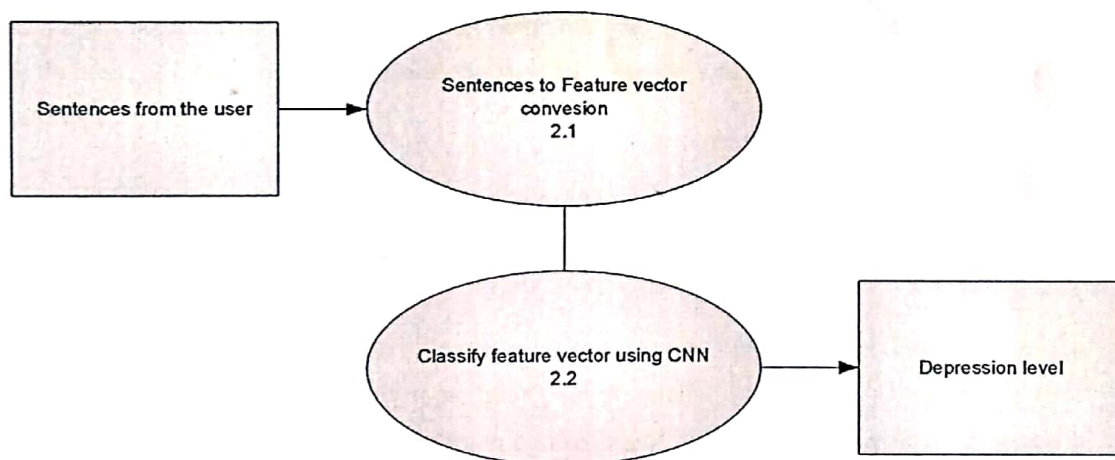 Sentences from the user
Sentences to Feature vector
convesion
2.1
Classify feature vector using CNN
2.2
Depression level